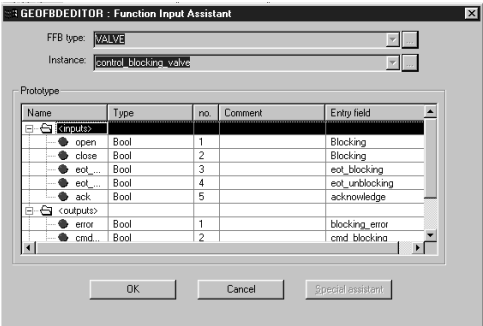 GEOFBDEDITOR : Function Input Assistant
FFB type: VALVE
Instance: control_blocking_valve
Prototype
Name Type no. Comment Entry field
<inputs>
open Bool 1 Blocking
close Bool 2 Blocking
eot_... Bool 3 eot_blocking
eot_... Bool 4 eot_unblocking
ack Bool 5 acknowledge
<outputs>
error Bool 1 blocking_error
cmd... Bool 2 cmd_blocking
OK Cancel Special assistant